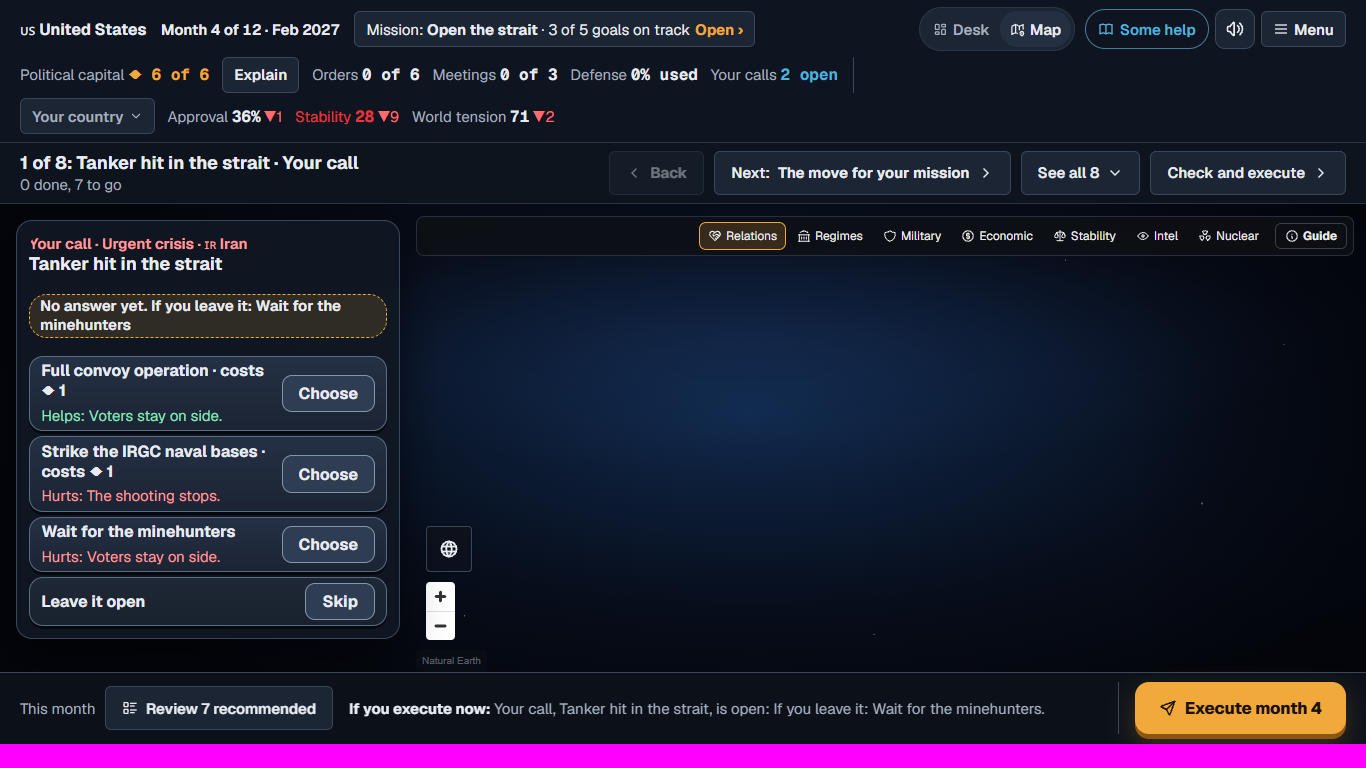 US United States Month 4 of 12 · Feb 2027 Mission: Open the strait · 3 of 5 goals on track Open › Desk Map Some help Menu
Political capital 6 of 6 Explain Orders 0 of 6 Meetings 0 of 3 Defense 0% used Your calls 2 open
Your country Approval 36% ▼1 Stability 28 ▼9 World tension 71 ▼2
1 of 8: Tanker hit in the strait · Your call
0 done, 7 to go
Back Next: The move for your mission See all 8 Check and execute
Your call · Urgent crisis · IR Iran
Tanker hit in the strait
No answer yet. If you leave it: Wait for the
minehunters
Full convoy operation · costs
1
Helps: Voters stay on side.
Choose
Strike the IRGC naval bases ·
costs 1
Hurts: The shooting stops.
Choose
Wait for the minehunters
Hurts: Voters stay on side.
Choose
Leave it open
Skip
Relations Regimes Military Economic Stability Intel Nuclear Guide
+
−
Natural Earth
This month Review 7 recommended If you execute now: Your call, Tanker hit in the strait, is open: If you leave it: Wait for the minehunters. Execute month 4